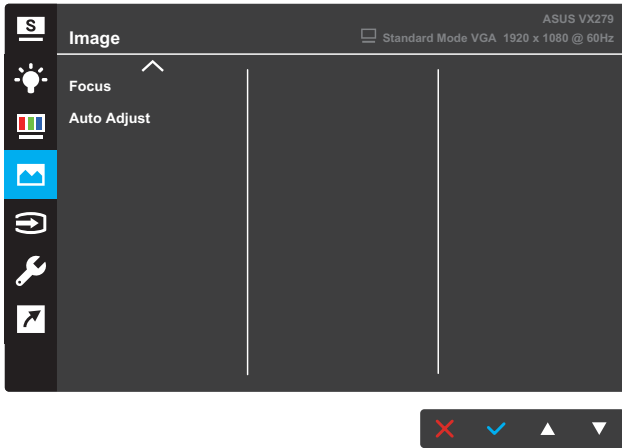 S
ASUS VX279
Image
Standard Mode VGA 1920 x 1080 @ 60Hz
Focus
Auto Adjust